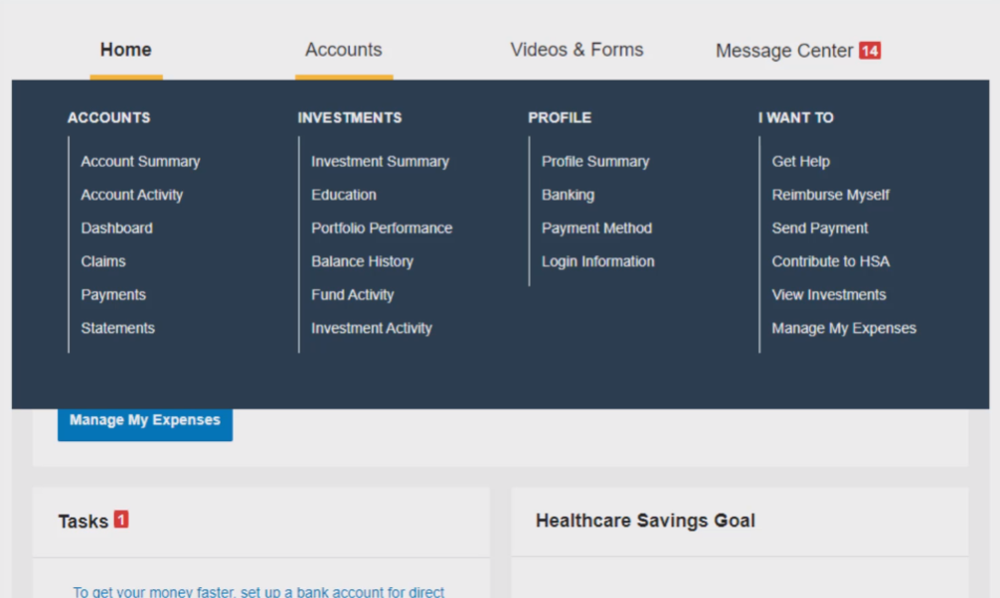 Home
Accounts
Videos & Forms
Message Center 14
ACCOUNTS
Account Summary
Account Activity
Dashboard
Claims
Payments
Statements
INVESTMENTS
Investment Summary
Education
Portfolio Performance
Balance History
Fund Activity
Investment Activity
PROFILE
Profile Summary
Banking
Payment Method
Login Information
I WANT TO
Get Help
Reimburse Myself
Send Payment
Contribute to HSA
View Investments
Manage My Expenses
Manage My Expenses
Tasks 1
To get your money faster, set up a bank account for direct
Healthcare Savings Goal